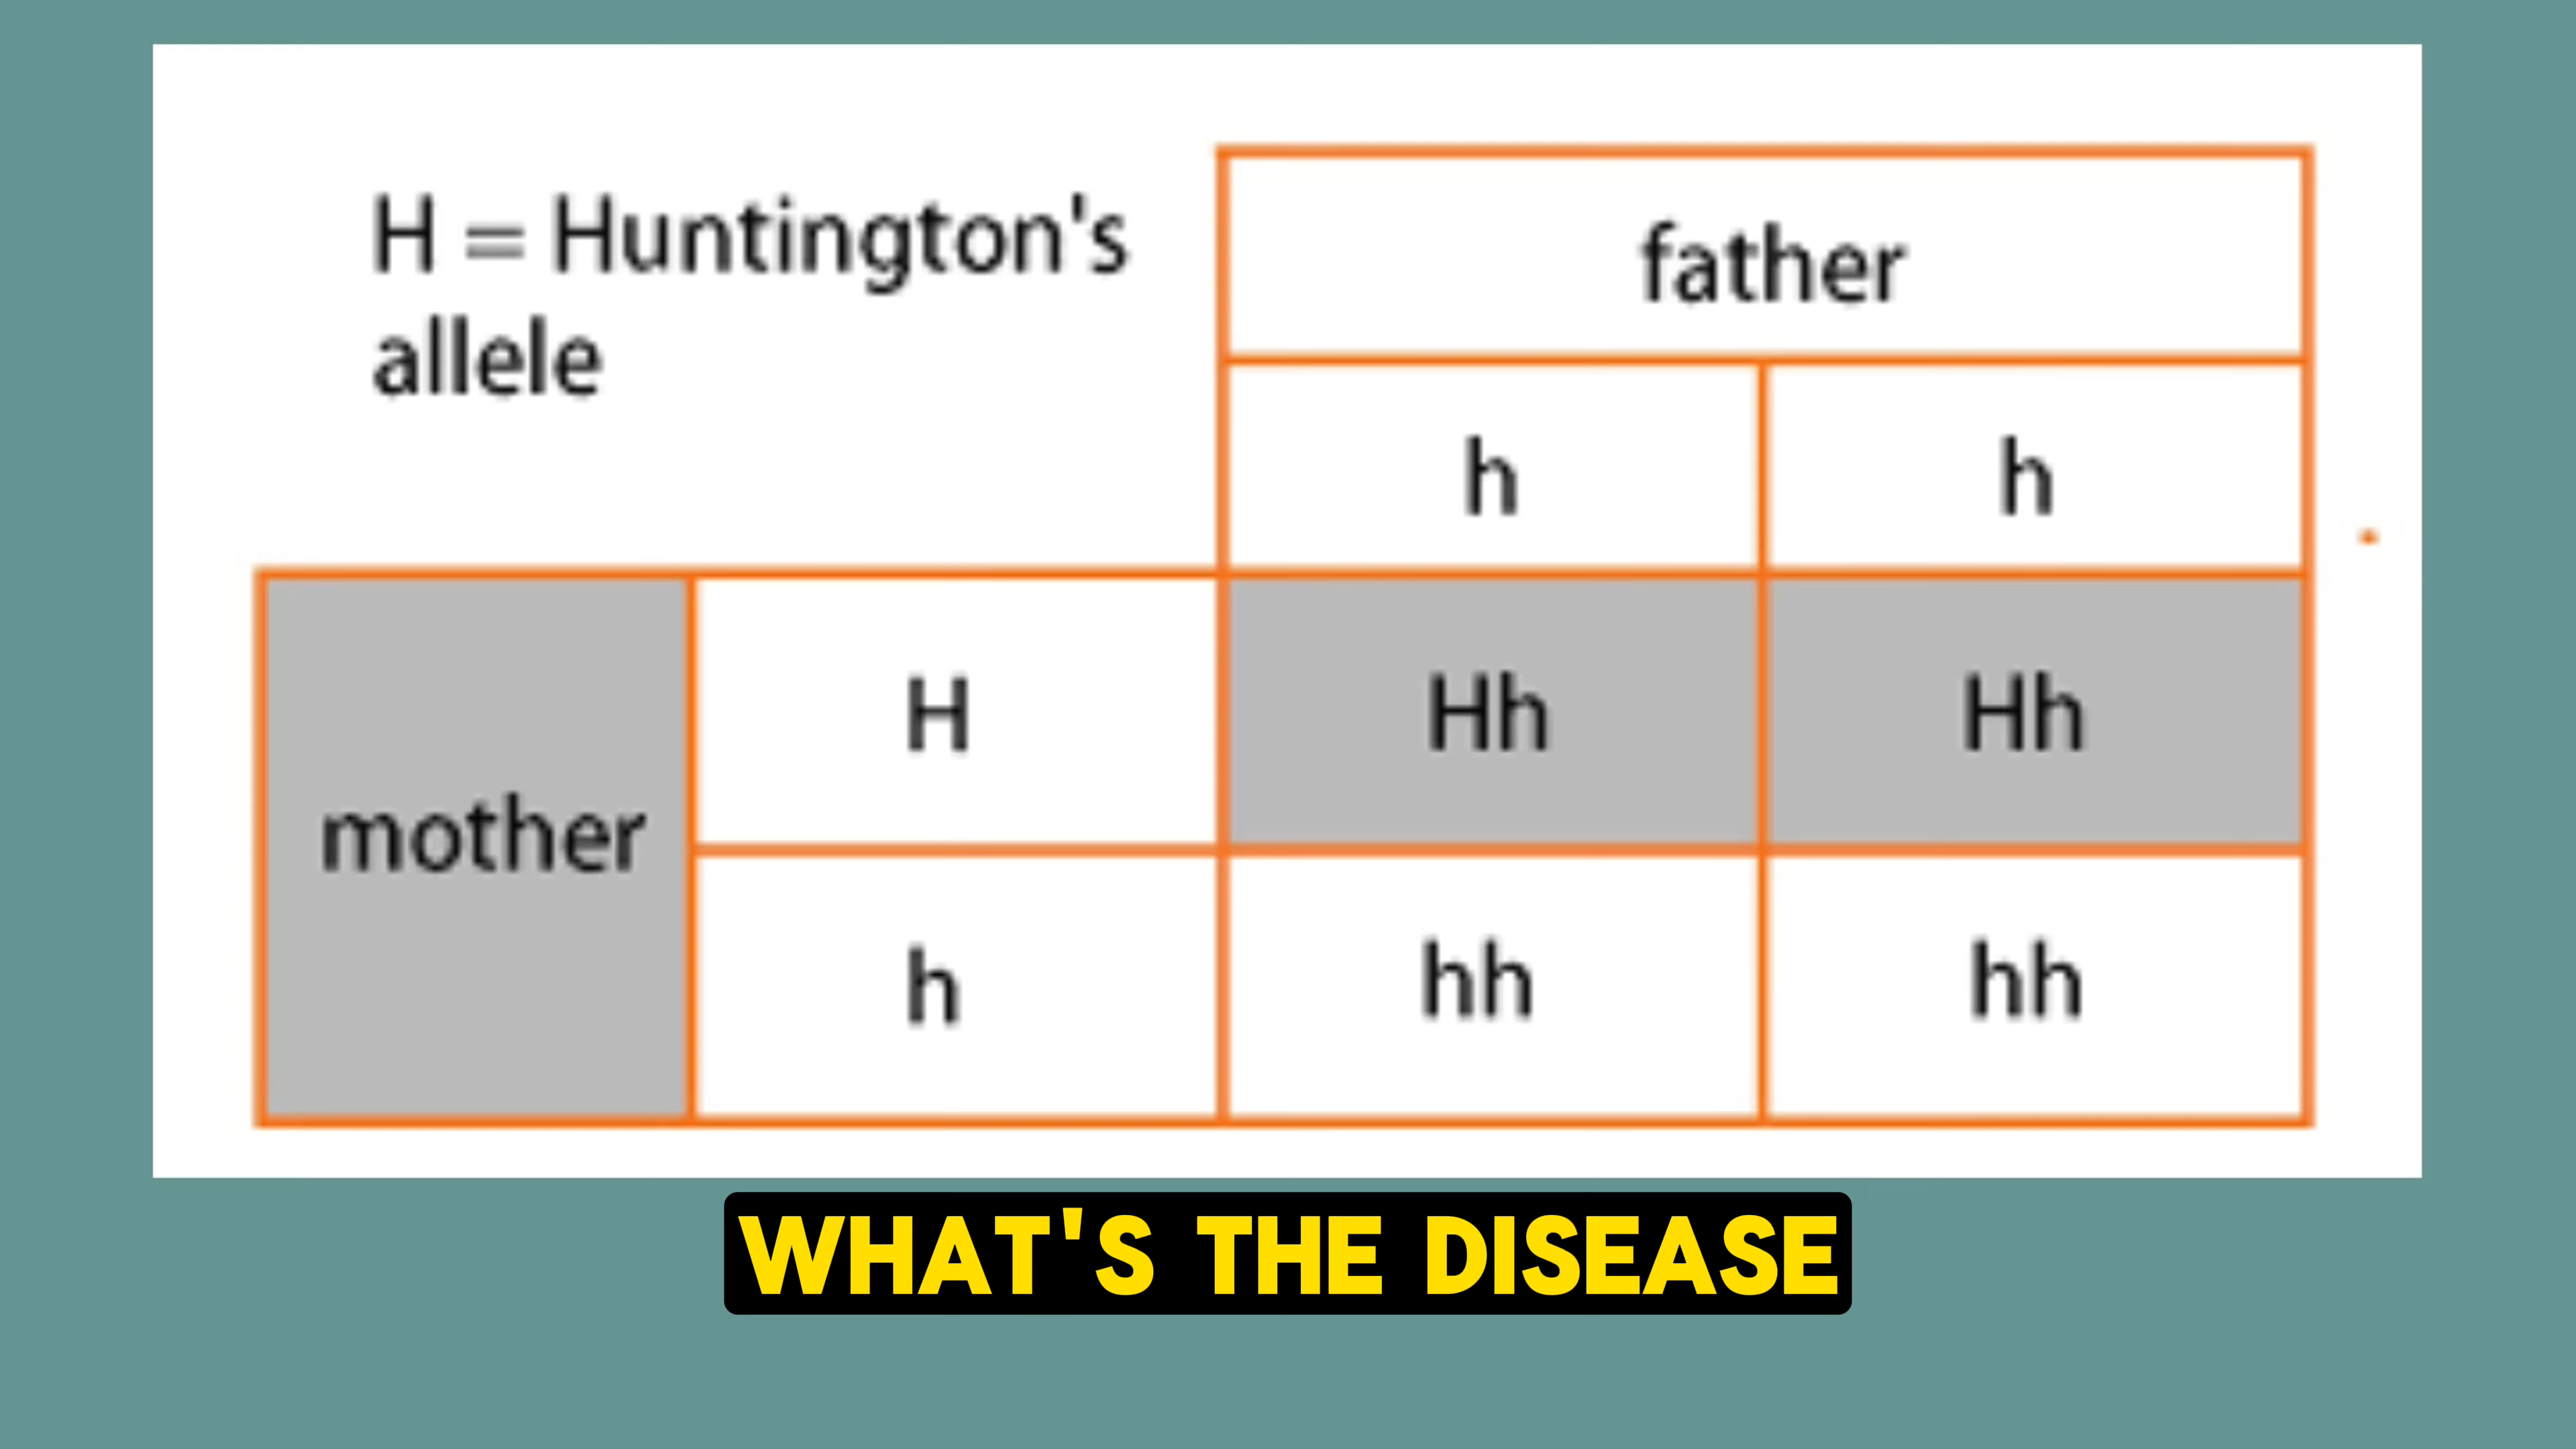 H = Huntington's
allele
father
h h
H Hh Hh
mother
h hh hh
WHAT'S THE DISEASE